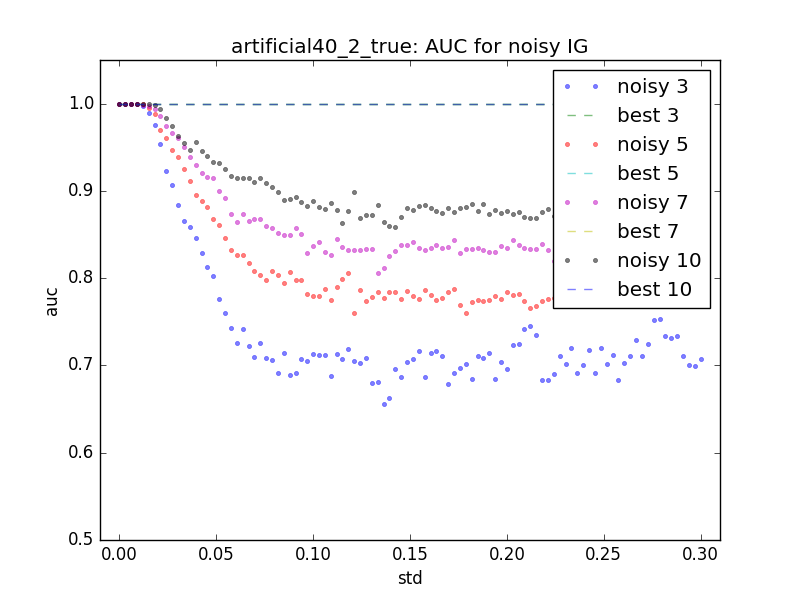 artificial40_2_true: AUC for noisy IG
noisy 3
best 3
noisy 5
best 5
noisy 7
best 7
noisy 10
best 10
auc
1.0
0.9
0.8
0.7
0.6
0.5
0.00 0.05 0.10 0.15 0.20 0.25 0.30
std